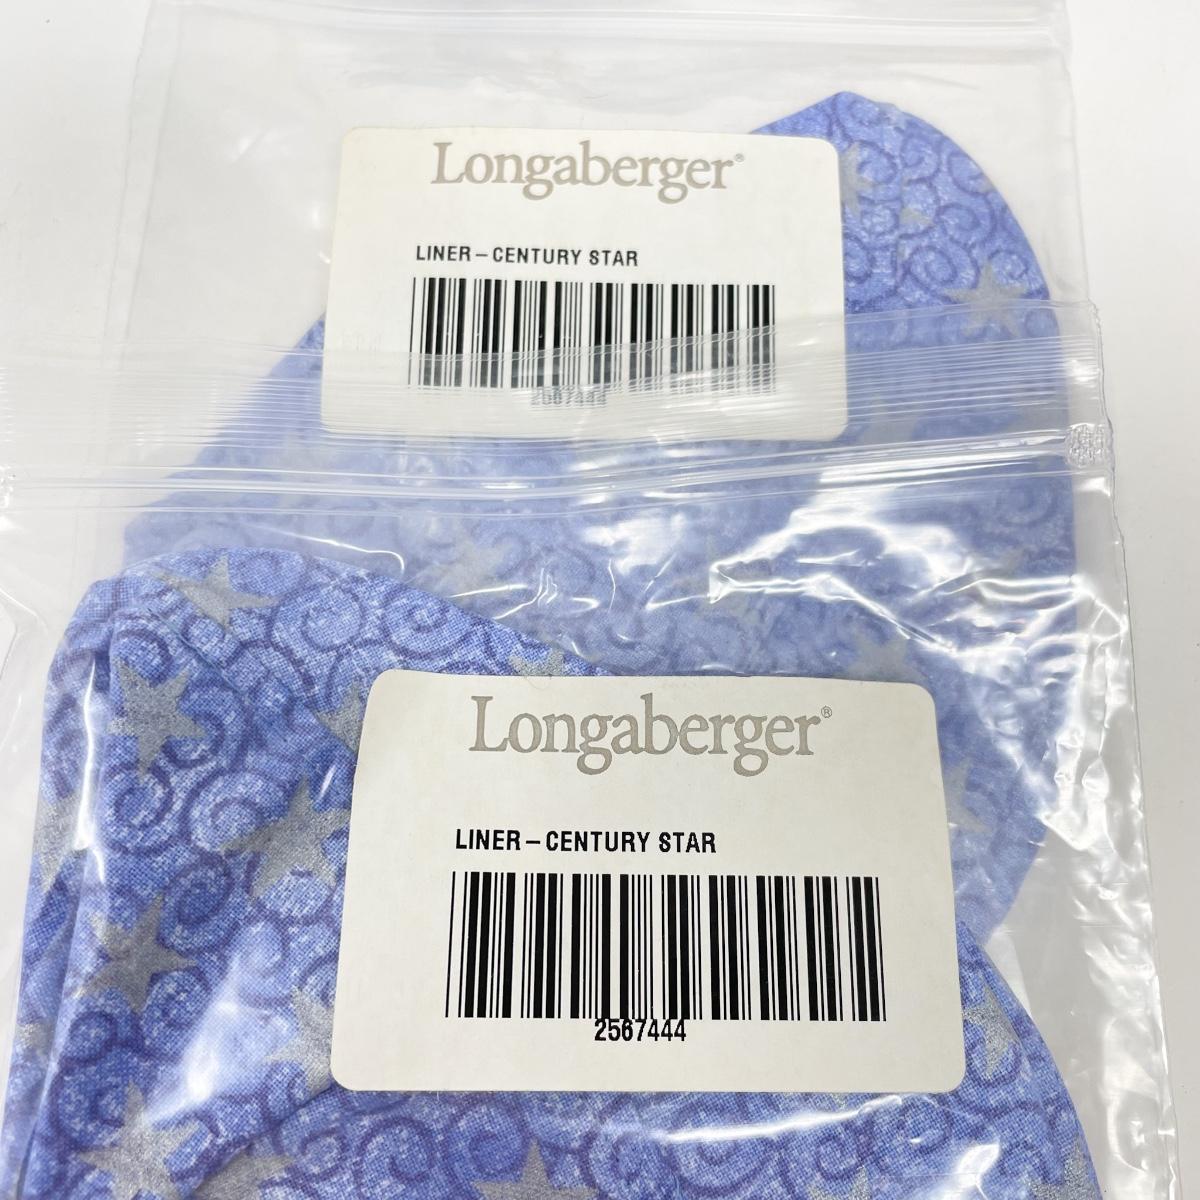 Longaberger®
LINER – CENTURY STAR
2567444
Longaberger®
LINER – CENTURY STAR
2567444